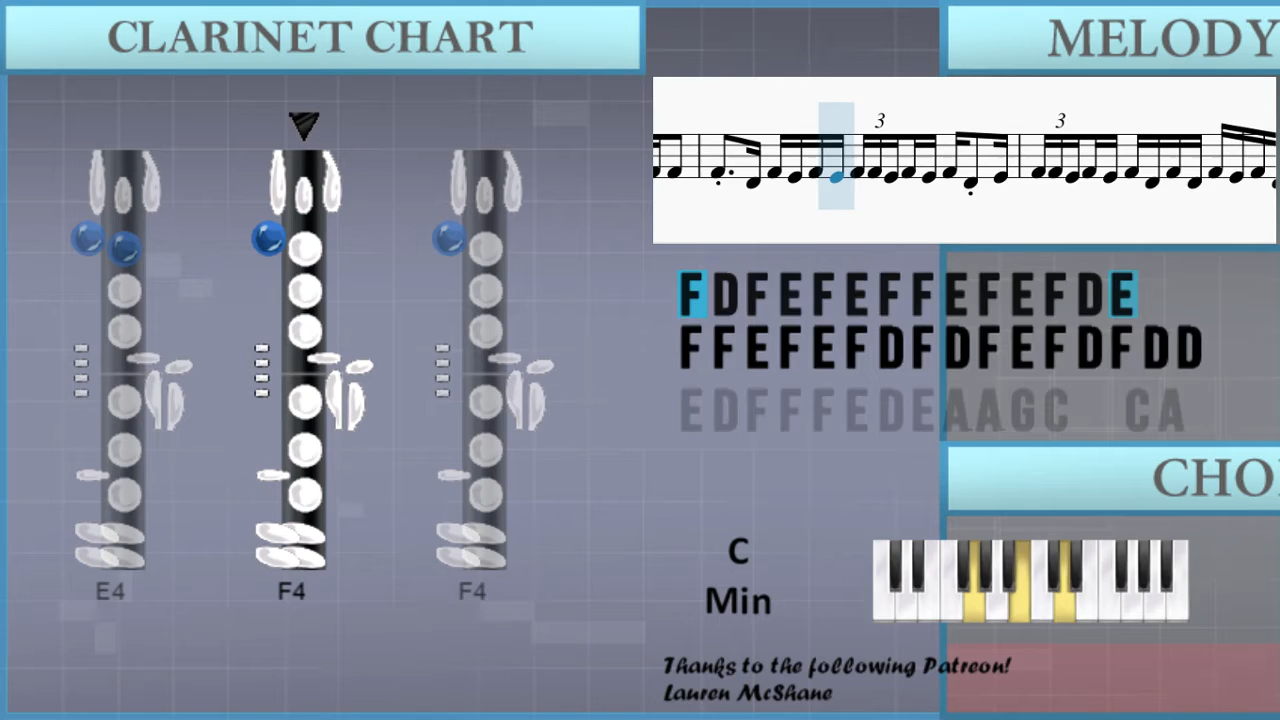 CLARINET CHART
MELODY
3 3
FDFEFEFFEFEFDE
FFEFEFDFDFEFDFDD
EDFFFEDEAAGC CA
CHO
C
Min
E4 F4 F4
Thanks to the following Patreon!
Lauren McShane